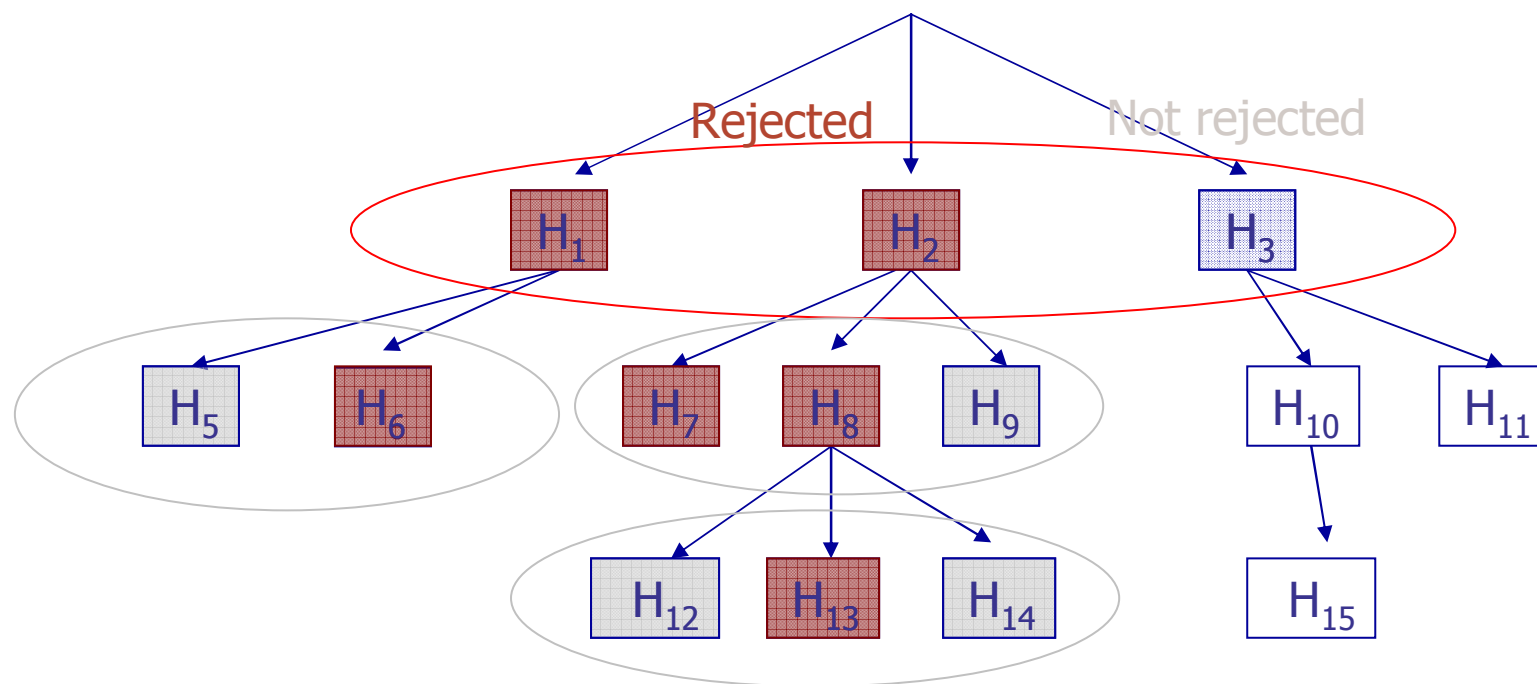 Rejected
Not rejected
H1
H2
H3
H5
H6
H7
H8
H9
H10
H11
H12
H13
H14
H15